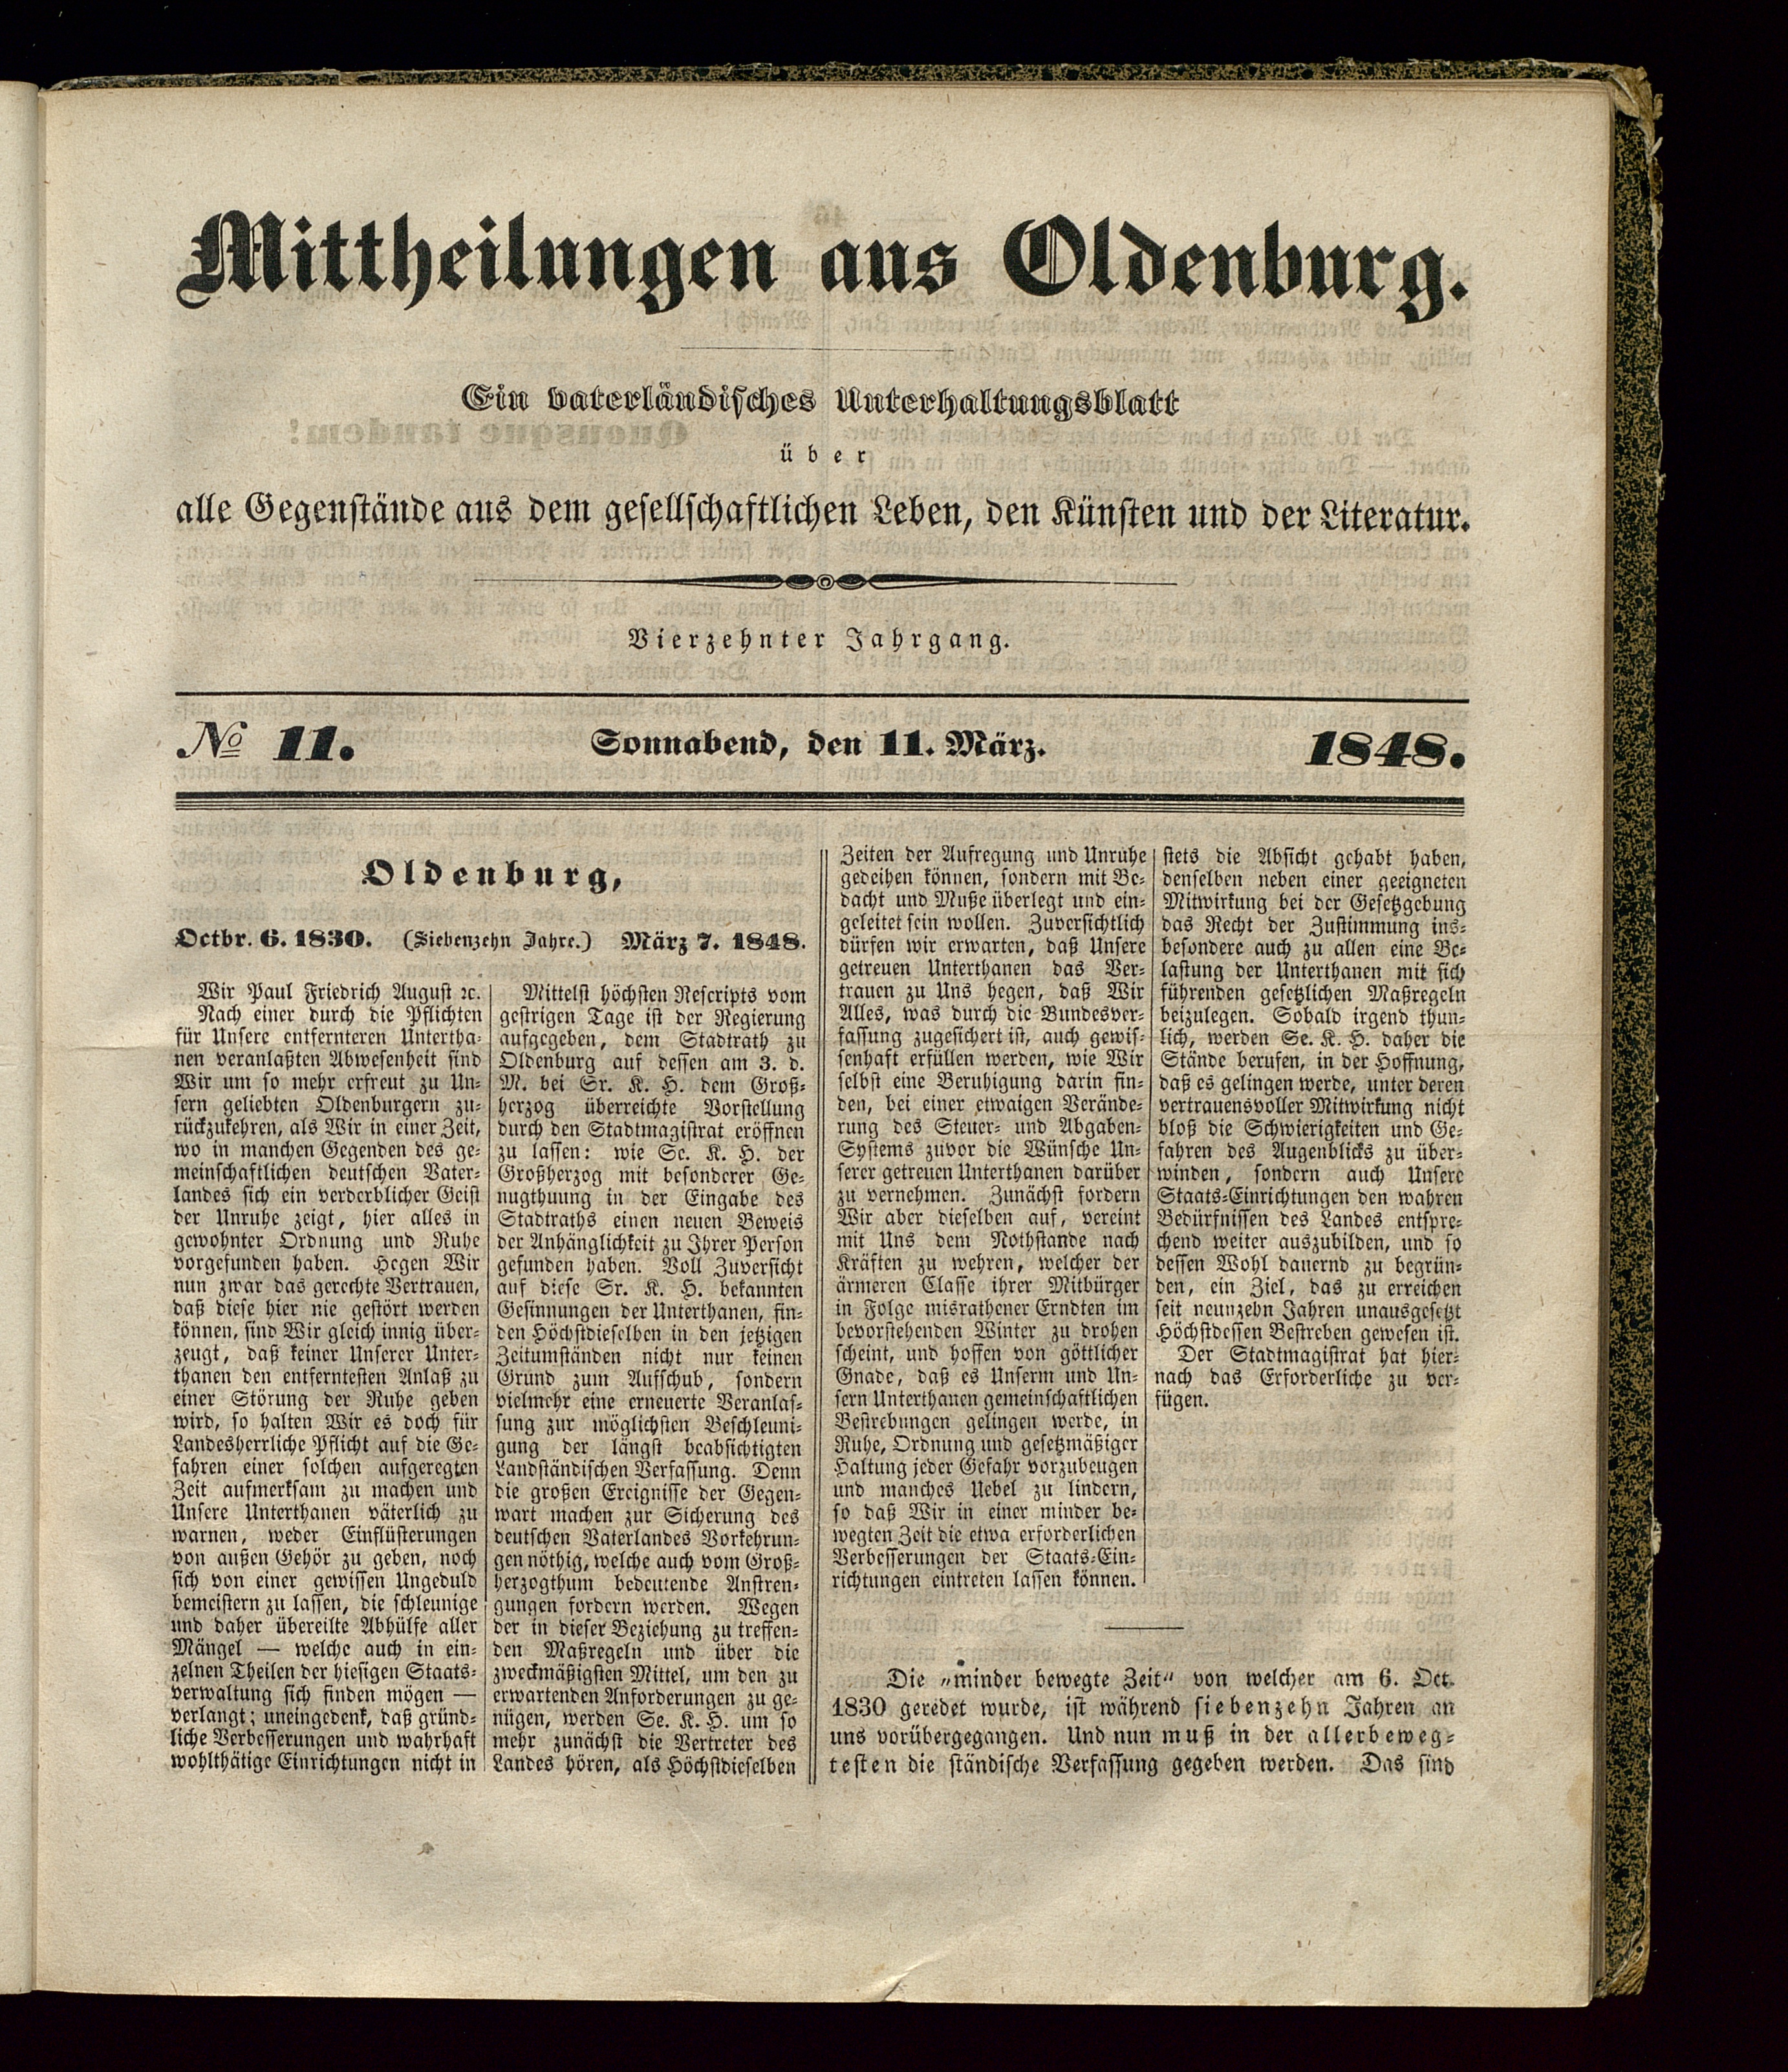 Mittheilungen aus Oldenburg.
Ein vaterländisches Unterhaltungsblatt
über
alle Gegenstände aus dem gesellschaftlichen Leben, den Künsten und der Literatur.
Vierzehnter Jahrgang.
No 11. Sonnabend, den 11. März. 1848.
Oldenburg,
Octbr. 6. 1830. (Siebenzehn Jahre.) März 7. 1848.
Wir Paul Friedrich August ꝛc.
Nach einer durch die Pflichten
für Unsere entfernteren Untertha-
nen veranlaßten Abwesenheit sind
Wir um so mehr erfreut zu Un-
sern geliebten Oldenburgern zu-
rückzukehren, als Wir in einer Zeit,
wo in manchen Gegenden des ge-
meinschaftlichen deutschen Vater-
landes sich ein verderblicher Geist
der Unruhe zeigt, hier alles in
gewohnter Ordnung und Ruhe
vorgefunden haben. Hegen Wir
nun zwar das gerechte Vertrauen,
daß diese hier nie gestört werden
können, sind Wir gleich innig über-
zeugt, daß keiner Unserer Unter-
thanen den entferntesten Anlaß zu
einer Störung der Ruhe geben
wird, so halten Wir es doch für
Landesherrliche Pflicht auf die Ge-
fahren einer solchen aufgeregten
Zeit aufmerksam zu machen und
Unsere Unterthanen väterlich zu
warnen, weder Einflüsterungen
von außen Gehör zu geben, noch
sich von einer gewissen Ungeduld
bemeistern zu lassen, die schleunige
und daher übereilte Abhülfe aller
Mängel — welche auch in ein-
zelnen Theilen der hiesigen Staats-
verwaltung sich finden mögen —
verlangt; uneingedenk, daß gründ-
liche Verbesserungen und wahrhaft
wohlthätige Einrichtungen nicht in
Zeiten der Aufregung und Unruhe
gedeihen können, sondern mit Be-
dacht und Muße überlegt und ein-
geleitet sein wollen. Zuversichtlich
dürfen wir erwarten, daß Unsere
getreuen Unterthanen das Ver-
trauen zu Uns hegen, daß Wir
Alles, was durch die Bundesver-
fassung zugesichert ist, auch gewis-
senhaft erfüllen werden, wie Wir
selbst eine Beruhigung darin fin-
den, bei einer etwaigen Verände-
rung des Steuer- und Abgaben-
Systems zuvor die Wünsche Un-
serer getreuen Unterthanen darüber
zu vernehmen. Zunächst fordern
Wir aber dieselben auf, vereint
mit Uns dem Nothstande nach
Kräften zu wehren, welcher der
ärmeren Classe ihrer Mitbürger
in Folge misrathener Erndten im
bevorstehenden Winter zu drohen
scheint, und hoffen von göttlicher
Gnade, daß es Unserm und Un-
sern Unterthanen gemeinschaftlichen
Bestrebungen gelingen werde, in
Ruhe, Ordnung und gesetzmäßiger
Haltung jeder Gefahr vorzubeugen
und manches Uebel zu lindern,
so daß Wir in einer minder be-
wegten Zeit die etwa erforderlichen
Verbesserungen der Staats-Ein-
richtungen eintreten lassen können.
Mittelst höchsten Rescripts vom
gestrigen Tage ist der Regierung
aufgegeben, dem Stadtrath zu
Oldenburg auf dessen am 3. d.
M. bei Sr. K. H. dem Groß-
herzog überreichte Vorstellung
durch den Stadtmagistrat eröffnen
zu lassen: wie Se. K. H. der
Großherzog mit besonderer Ge-
nugthuung in der Eingabe des
Stadtraths einen neuen Beweis
der Anhänglichkeit zu Ihrer Person
gefunden haben. Voll Zuversicht
auf diese Sr. K. H. bekannten
Gesinnungen der Unterthanen, fin-
den Höchstdieselben in den jetzigen
Zeitumständen nicht nur keinen
Grund zum Aufschub, sondern
vielmehr eine erneuerte Veranlas-
sung zur möglichsten Beschleuni-
gung der längst beabsichtigten
Landständischen Verfassung. Denn
die großen Ereignisse der Gegen-
wart machen zur Sicherung des
deutschen Vaterlandes Vorkehrun-
gen nöthig, welche auch vom Groß-
herzogthum bedeutende Anstren-
gungen fordern werden. Wegen
der in dieser Beziehung zu treffen-
den Maßregeln und über die
zweckmäßigsten Mittel, um den zu
erwartenden Anforderungen zu ge-
nügen, werden Se. K. H. um so
mehr zunächst die Vertreter des
Landes hören, als Höchstdieselben
stets die Absicht gehabt haben,
denselben neben einer geeigneten
Mitwirkung bei der Gesetzgebung
das Recht der Zustimmung ins-
besondere auch zu allen eine Be-
lastung der Unterthanen mit sich
führenden gesetzlichen Maßregeln
beizulegen. Sobald irgend thun-
lich, werden Se. K. H. daher die
Stände berufen, in der Hoffnung,
daß es gelingen werde, unter deren
vertrauensvoller Mitwirkung nicht
bloß die Schwierigkeiten und Ge-
fahren des Augenblicks zu über-
winden, sondern auch Unsere
Staats-Einrichtungen den wahren
Bedürfnissen des Landes entspre-
chend weiter auszubilden, und so
dessen Wohl dauernd zu begrün-
den, ein Ziel, das zu erreichen
seit neunzehn Jahren unausgesetzt
Höchstdessen Bestreben gewesen ist.
Der Stadtmagistrat hat hier-
nach das Erforderliche zu ver-
fügen.
Die „minder bewegte Zeit“ von welcher am 6. Oct.
1830 geredet wurde, ist während siebenzehn Jahren an
uns vorübergegangen. Und nun muß in der allerbeweg-
testen die ständische Verfassung gegeben werden. Das sind